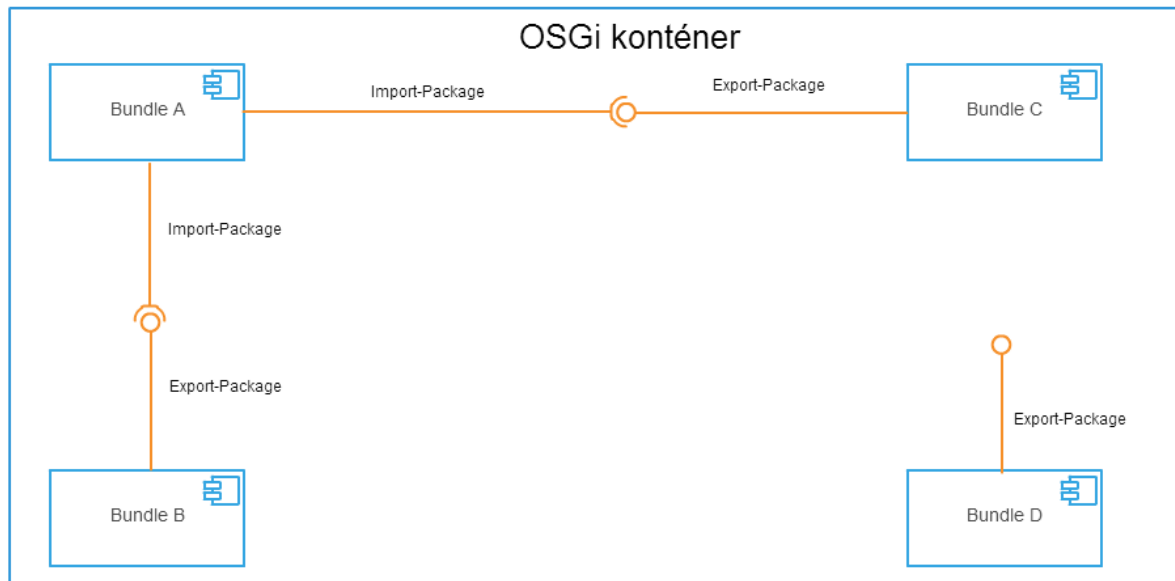 OSGi konténer
Bundle A
Import-Package
Export-Package
Bundle C
Import-Package
Export-Package
Export-Package
Bundle B
Bundle D